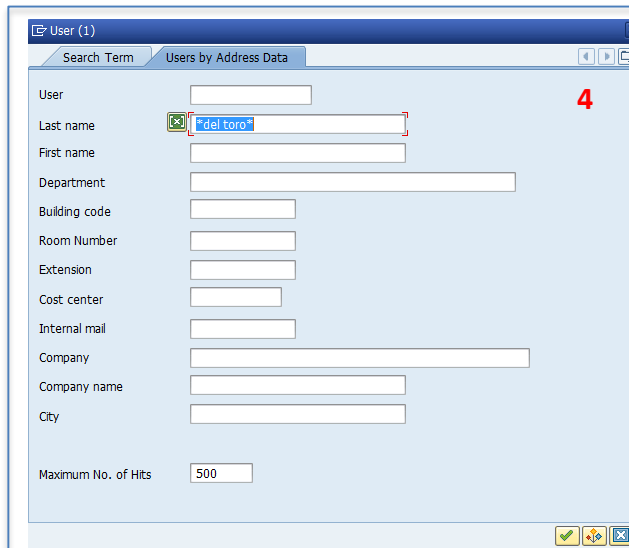 User (1)
Search Term Users by Address Data
4
User
Last name *del toro*
First name
Department
Building code
Room Number
Extension
Cost center
Internal mail
Company
Company name
City
Maximum No. of Hits 500